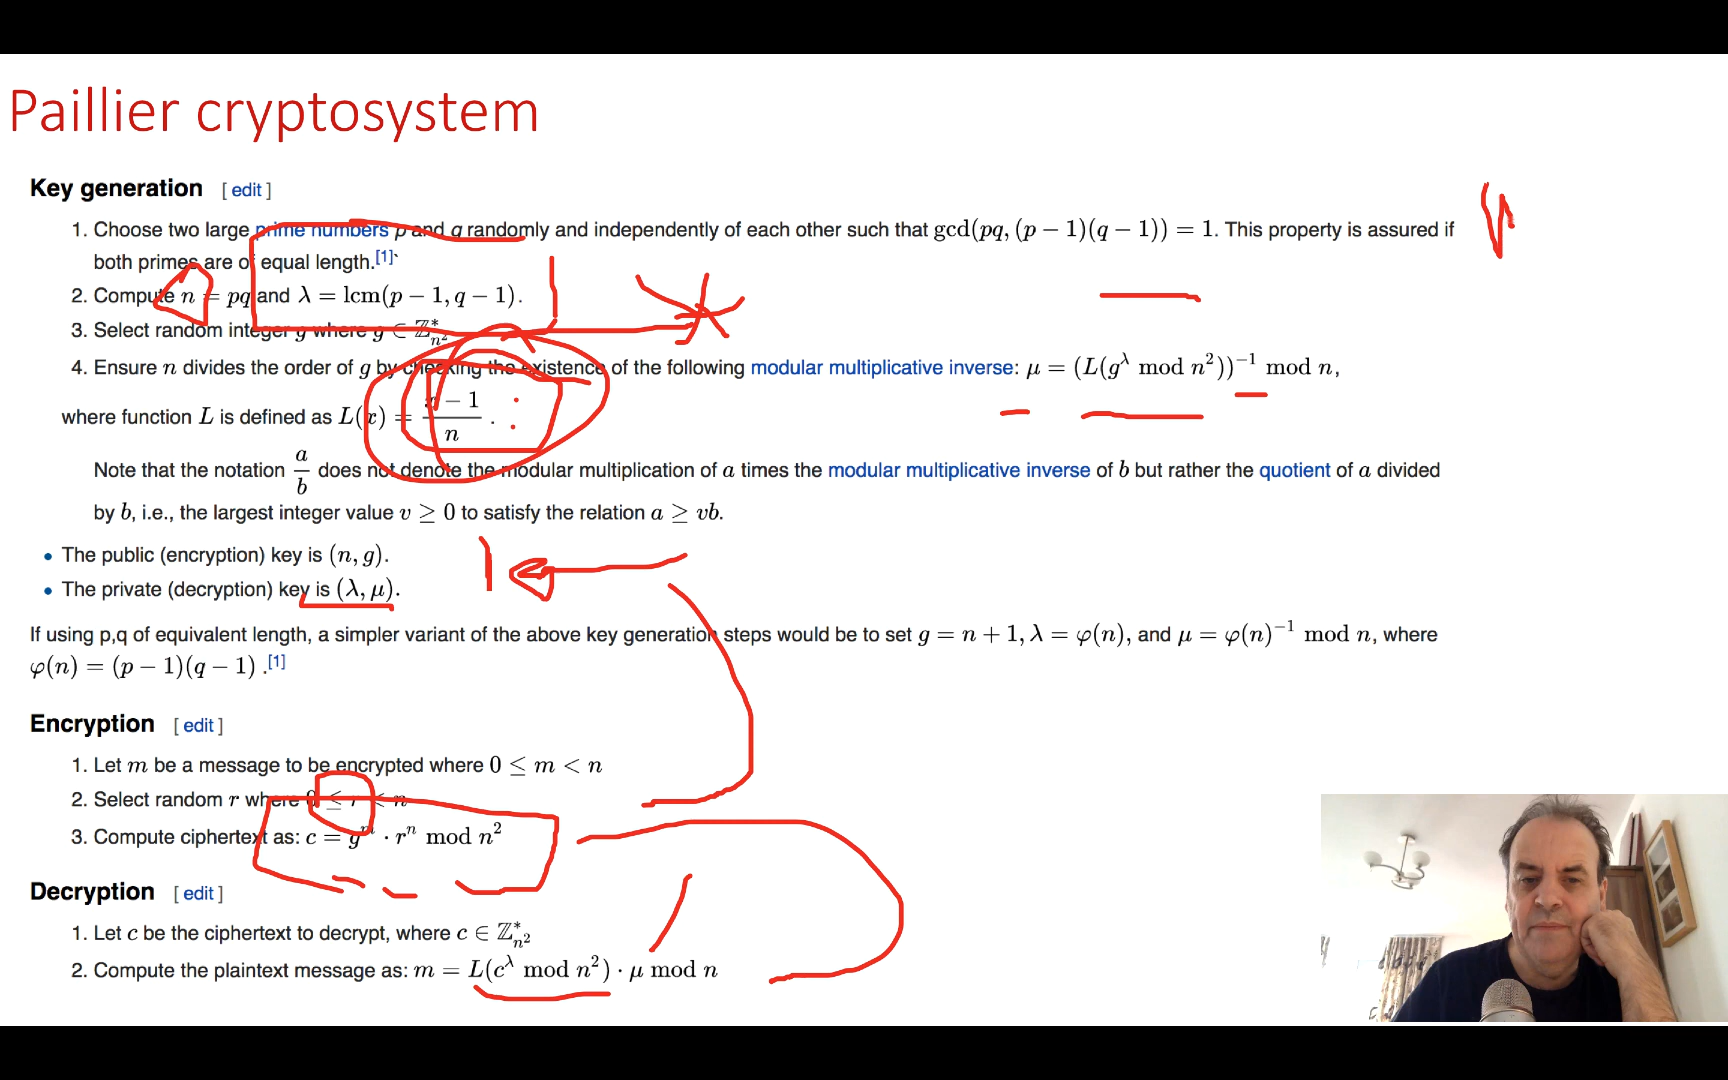 Paillier cryptosystem
Key generation [ edit ]
1. Choose two large prime numbers p and q randomly and independently of each other such that gcd(pq, (p − 1)(q − 1)) = 1. This property is assured if
both primes are of equal length.[1]
2. Compute n = pq and λ = lcm(p − 1, q − 1).
3. Select random integer g where g ∈ ℤ*ₙ²
4. Ensure n divides the order of g by checking the existence of the following modular multiplicative inverse: μ = (L(g^λ mod n²))⁻¹ mod n,
where function L is defined as L(x) = (x − 1)/n .
Note that the notation a/b does not denote the modular multiplication of a times the modular multiplicative inverse of b but rather the quotient of a divided
by b, i.e., the largest integer value v ≥ 0 to satisfy the relation a ≥ vb.
• The public (encryption) key is (n, g).
• The private (decryption) key is (λ, μ).
If using p,q of equivalent length, a simpler variant of the above key generation steps would be to set g = n + 1, λ = φ(n), and μ = φ(n)⁻¹ mod n, where
φ(n) = (p − 1)(q − 1) .[1]
Encryption [ edit ]
1. Let m be a message to be encrypted where 0 ≤ m < n
2. Select random r where 0 ≤ r < n
3. Compute ciphertext as: c = g^m · r^n mod n²
Decryption [ edit ]
1. Let c be the ciphertext to decrypt, where c ∈ ℤ*ₙ²
2. Compute the plaintext message as: m = L(c^λ mod n²) · μ mod n